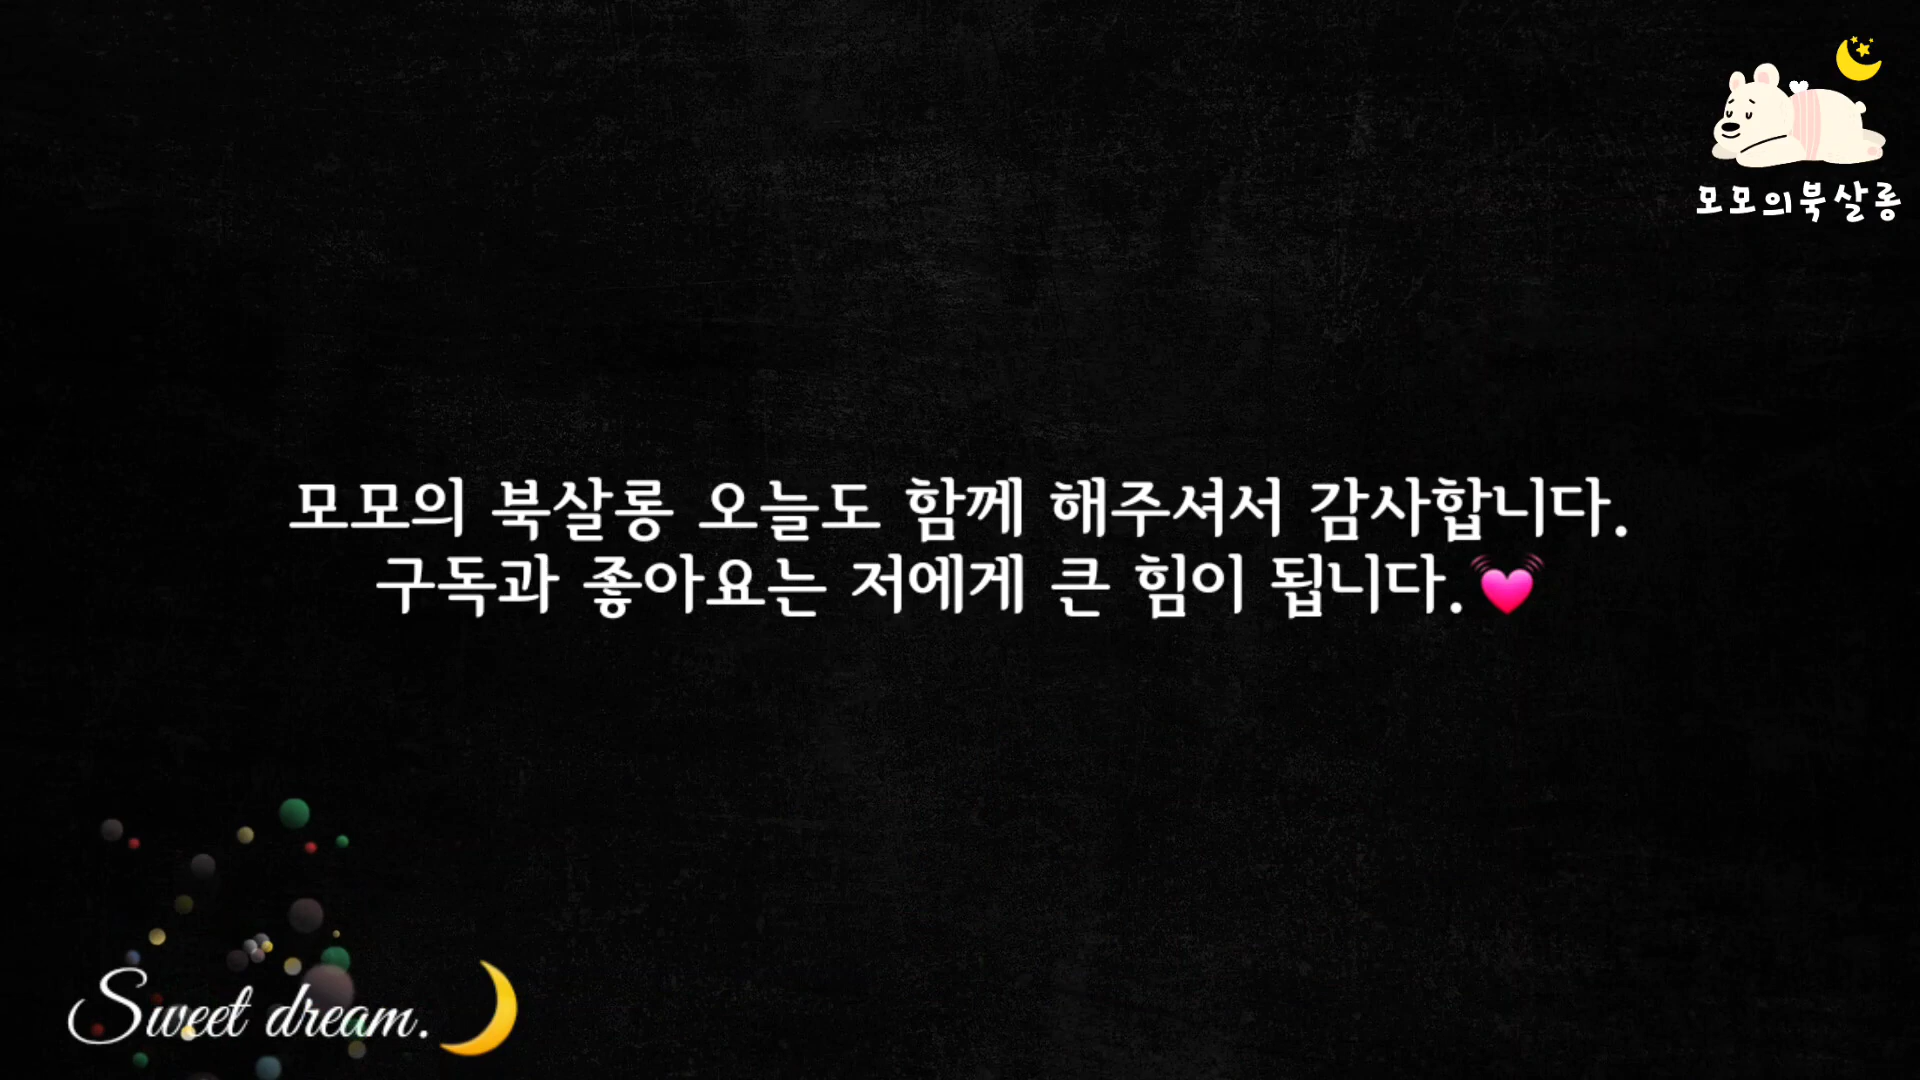 모모의북살롱
모모의 북살롱 오늘도 함께 해주셔서 감사합니다.
구독과 좋아요는 저에게 큰 힘이 됩니다.💓
Sweet dream.🌙